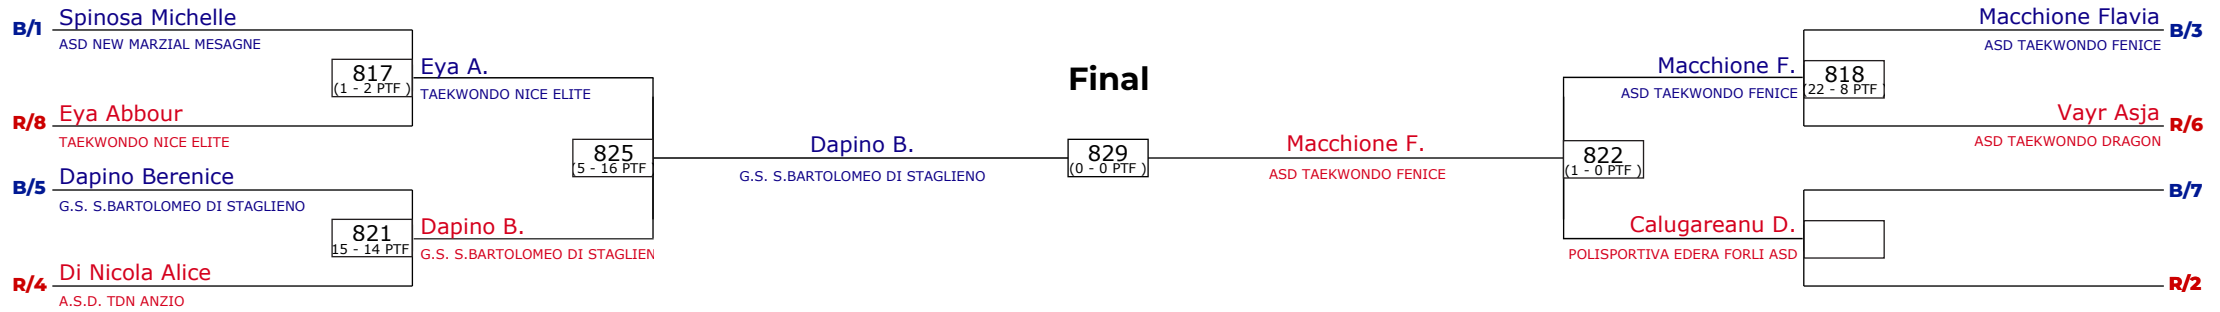 B/1
Spinosa Michelle
ASD NEW MARZIAL MESAGNE
817
(1 - 2 PTF )
R/8
Eya Abbour
TAEKWONDO NICE ELITE
Eya A.
TAEKWONDO NICE ELITE
825
(5 - 16 PTF
B/5
Dapino Berenice
G.S. S.BARTOLOMEO DI STAGLIENO
821
15 - 14 PTF
R/4
Di Nicola Alice
A.S.D. TDN ANZIO
Dapino B.
G.S. S.BARTOLOMEO DI STAGLIEN
Dapino B.
G.S. S.BARTOLOMEO DI STAGLIENO
Final
829
(0 - 0 PTF )
Macchione F.
ASD TAEKWONDO FENICE
Macchione F.
ASD TAEKWONDO FENICE
822
(1 - 0 PTF )
Calugareanu D.
POLISPORTIVA EDERA FORLI ASD
Macchione Flavia
B/3
ASD TAEKWONDO FENICE
818
(22 - 8 PTF
Vayr Asja
R/6
ASD TAEKWONDO DRAGON
B/7
R/2